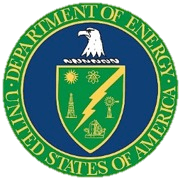 DEPARTMENT OF ENERGY
UNITED STATES OF AMERICA